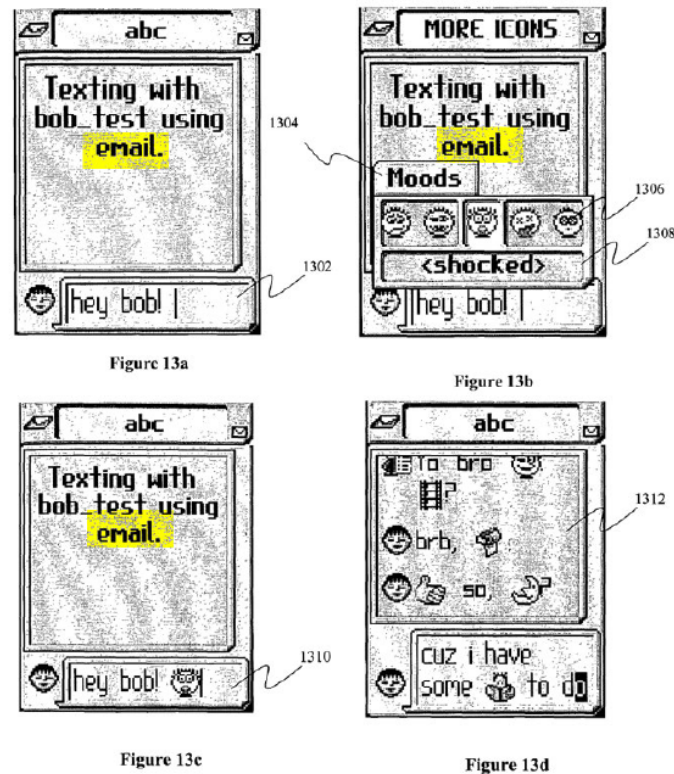 abc
Texting with
bob_test using
email.
hey bob!
1302
Figure 13a
MORE ICONS
Texting with
bob_test using
email.
1304
Moods
1306
<shocked>
1308
hey bob!
Figure 13b
abc
Texting with
bob_test using
email.
hey bob!
1310
Figure 13c
abc
To bro
?
1312
brb,
so, ?
cuz i have
some to do
Figure 13d